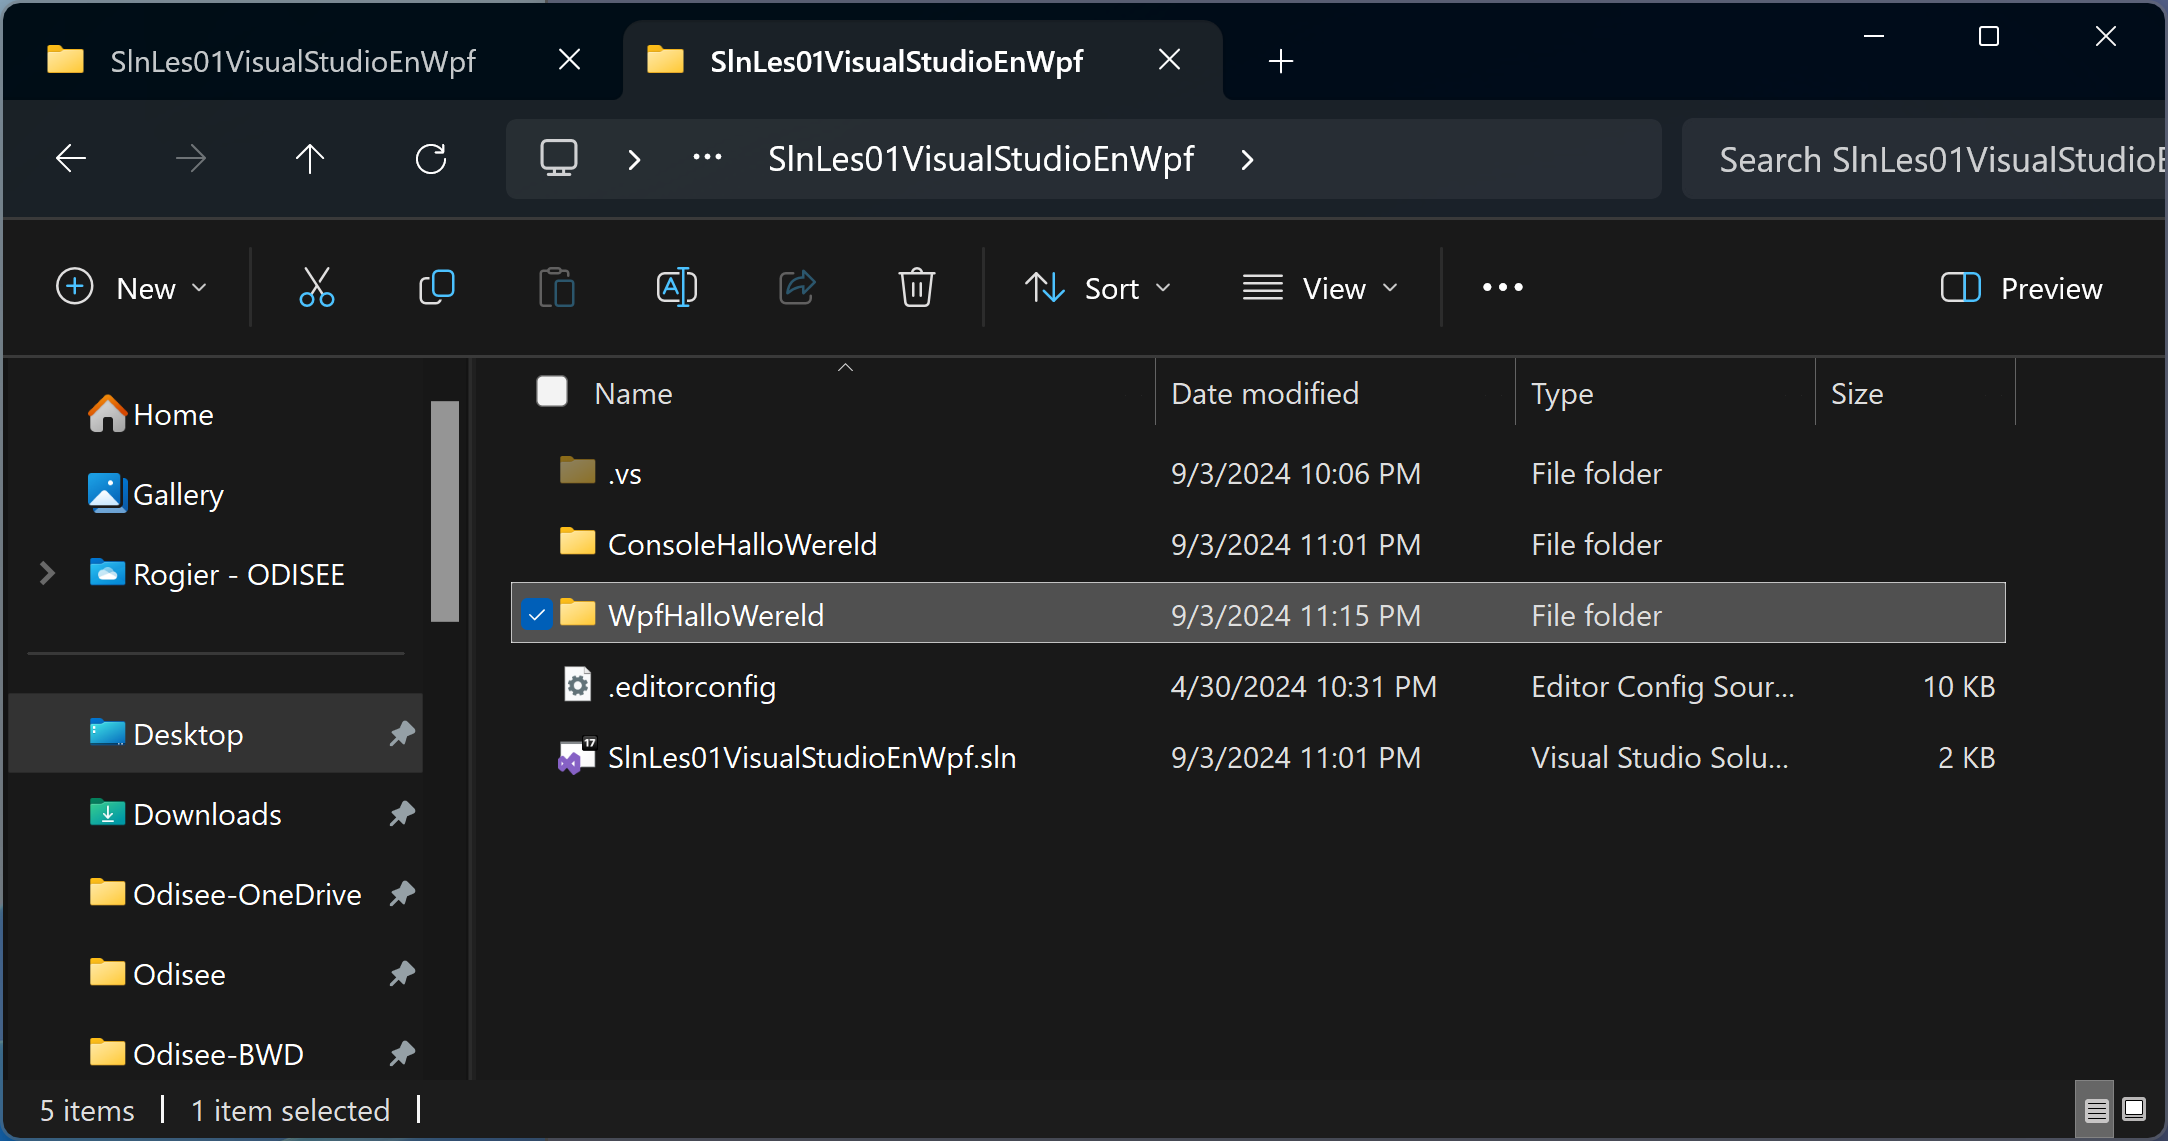 SlnLes01VisualStudioEnWpf
SlnLes01VisualStudioEnWpf
SlnLes01VisualStudioEnWpf
Search SlnLes01VisualStudioE
New
Sort
View
Preview
Home
Gallery
Rogier - ODISEE
Desktop
Downloads
Odisee-OneDrive
Odisee
Odisee-BWD
Name Date modified Type Size
.vs 9/3/2024 10:06 PM File folder
ConsoleHalloWereld 9/3/2024 11:01 PM File folder
WpfHalloWereld 9/3/2024 11:15 PM File folder
.editorconfig 4/30/2024 10:31 PM Editor Config Sour... 10 KB
17
SlnLes01VisualStudioEnWpf.sln 9/3/2024 11:01 PM Visual Studio Solu... 2 KB
5 items 1 item selected